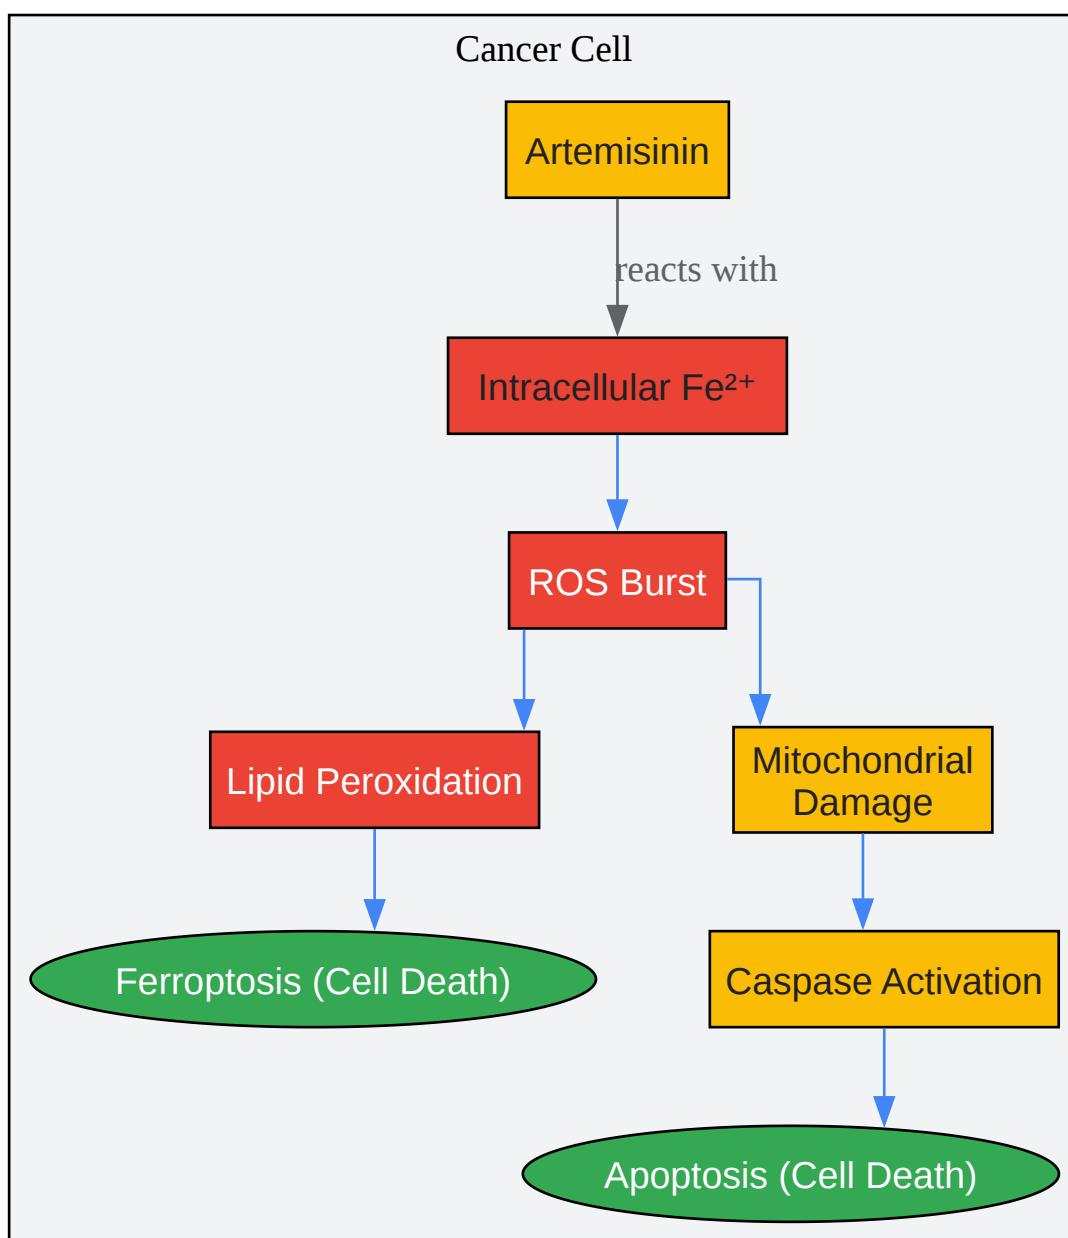 Cancer Cell
Artemisinin
reacts with
Intracellular Fe²⁺
ROS Burst
Lipid Peroxidation
Mitochondrial
Damage
Ferroptosis (Cell Death)
Caspase Activation
Apoptosis (Cell Death)